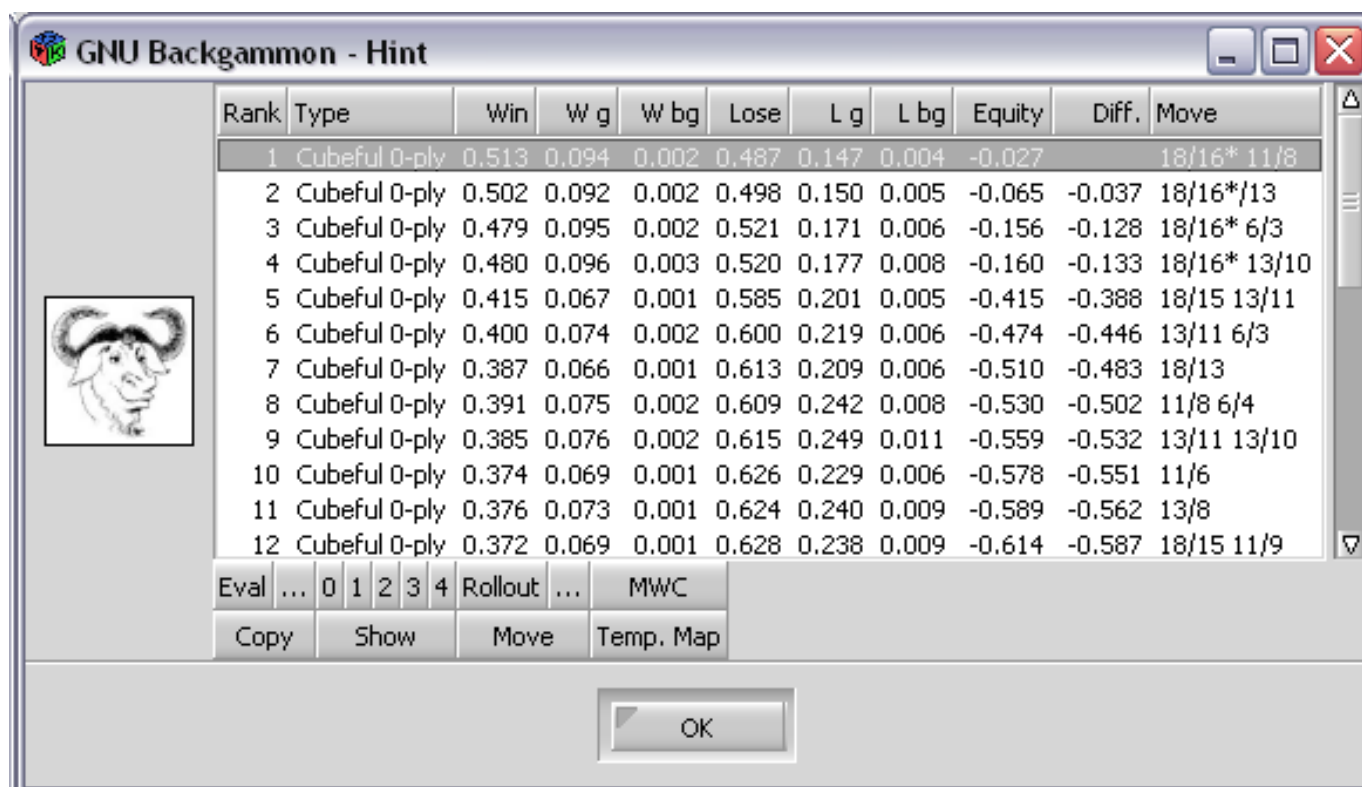 GNU Backgammon - Hint
Rank Type Win W g W bg Lose L g L bg Equity Diff. Move
1 Cubeful 0-ply 0.513 0.094 0.002 0.487 0.147 0.004 -0.027 18/16* 11/8
2 Cubeful 0-ply 0.502 0.092 0.002 0.498 0.150 0.005 -0.065 -0.037 18/16*/13
3 Cubeful 0-ply 0.479 0.095 0.002 0.521 0.171 0.006 -0.156 -0.128 18/16* 6/3
4 Cubeful 0-ply 0.480 0.096 0.003 0.520 0.177 0.008 -0.160 -0.133 18/16* 13/10
5 Cubeful 0-ply 0.415 0.067 0.001 0.585 0.201 0.005 -0.415 -0.388 18/15 13/11
6 Cubeful 0-ply 0.400 0.074 0.002 0.600 0.219 0.006 -0.474 -0.446 13/11 6/3
7 Cubeful 0-ply 0.387 0.066 0.001 0.613 0.209 0.006 -0.510 -0.483 18/13
8 Cubeful 0-ply 0.391 0.075 0.002 0.609 0.242 0.008 -0.530 -0.502 11/8 6/4
9 Cubeful 0-ply 0.385 0.076 0.002 0.615 0.249 0.011 -0.559 -0.532 13/11 13/10
10 Cubeful 0-ply 0.374 0.069 0.001 0.626 0.229 0.006 -0.578 -0.551 11/6
11 Cubeful 0-ply 0.376 0.073 0.001 0.624 0.240 0.009 -0.589 -0.562 13/8
12 Cubeful 0-ply 0.372 0.069 0.001 0.628 0.238 0.009 -0.614 -0.587 18/15 11/9
Eval ... 0 1 2 3 4 Rollout ... MWC
Copy Show Move Temp. Map
OK